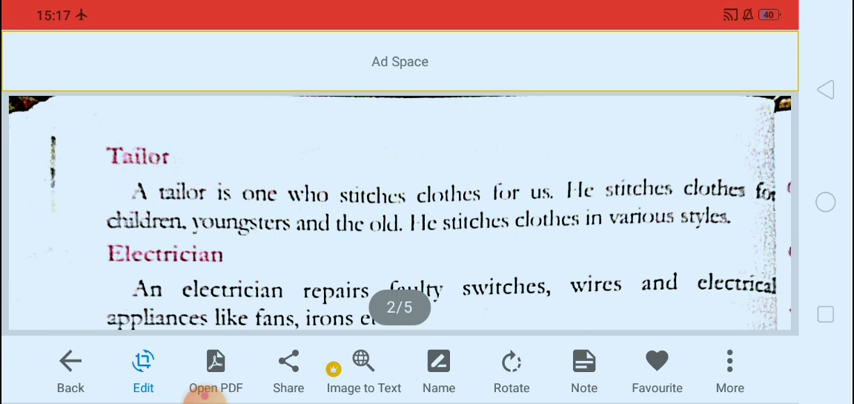 15:17
40
Ad Space
Tailor
A tailor is one who stitches clothes for us. He stitches clothes for
children, youngsters and the old. He stitches clothes in various styles.
Electrician
An electrician repairs faulty switches, wires and electrical
appliances like fans, irons
2/5
Back
Edit
Open PDF
Share
Image to Text
Name
Rotate
Note
Favourite
More